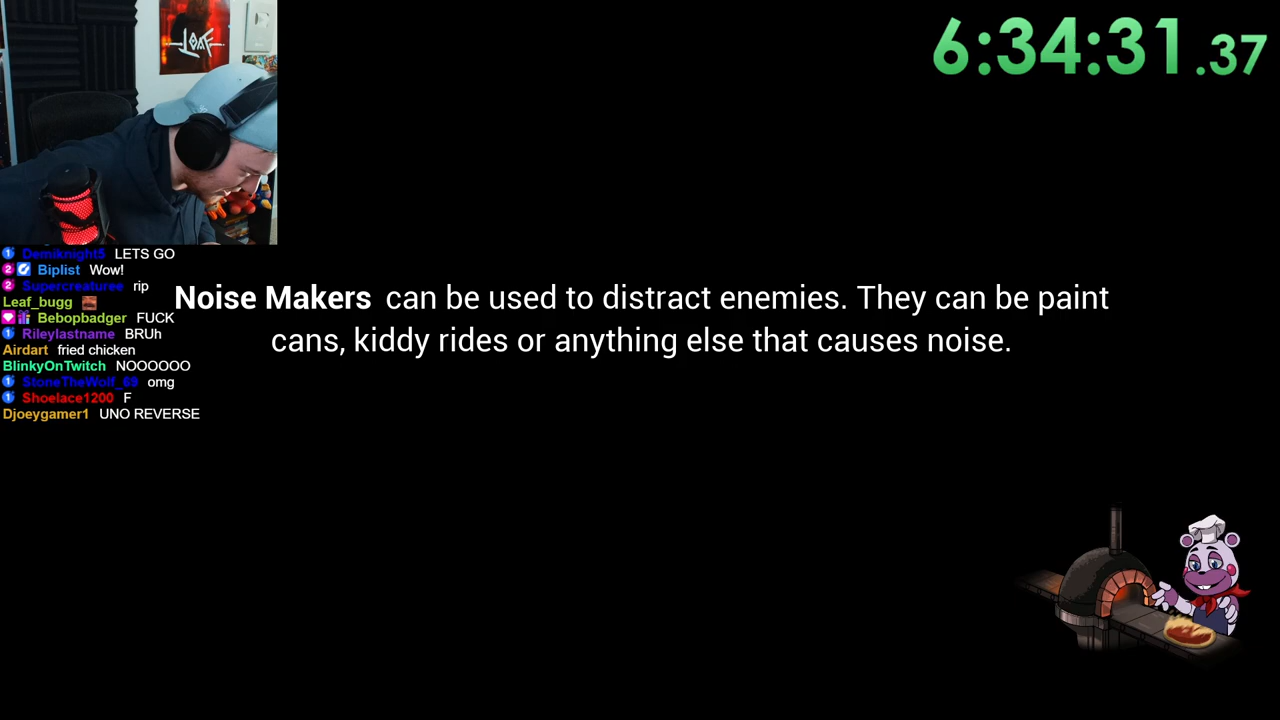 LOAF
6:34:31.37
Demiknight5 LETS GO
Biplist Wow!
Supercreaturee rip
Leaf_bugg
Bebopbadger FUCK
Rileylastname BRUh
Airdart fried chicken
BlinkyOnTwitch NOOOOOO
StoneTheWolf_69 omg
Shoelace1200 F
Djoeygamer1 UNO REVERSE
Noise Makers can be used to distract enemies. They can be paint
cans, kiddy rides or anything else that causes noise.